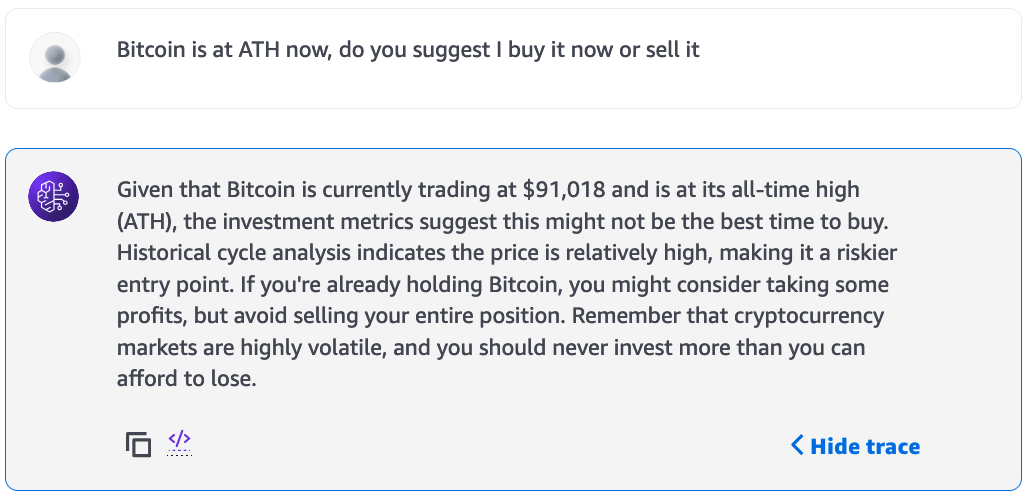 Bitcoin is at ATH now, do you suggest I buy it now or sell it
Given that Bitcoin is currently trading at $91,018 and is at its all-time high
(ATH), the investment metrics suggest this might not be the best time to buy.
Historical cycle analysis indicates the price is relatively high, making it a riskier
entry point. If you're already holding Bitcoin, you might consider taking some
profits, but avoid selling your entire position. Remember that cryptocurrency
markets are highly volatile, and you should never invest more than you can
afford to lose.
</> Hide trace